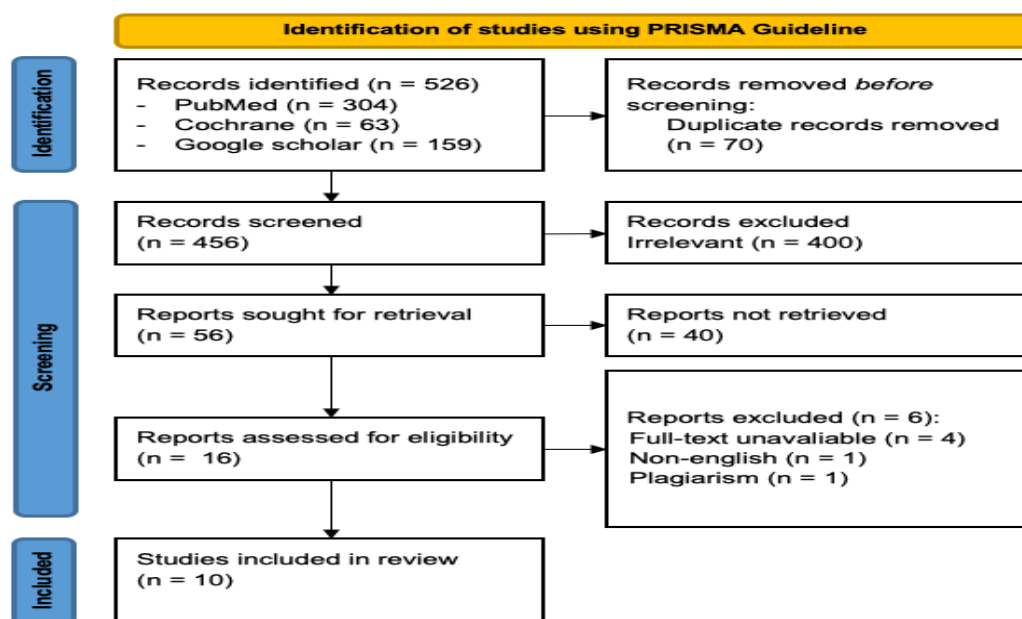 Identification of studies using PRISMA Guideline
Identification
Records identified (n = 526)
- PubMed (n = 304)
- Cochrane (n = 63)
- Google scholar (n = 159)
Records removed before
screening:
Duplicate records removed
(n = 70)
Screening
Records screened
(n = 456)
Records excluded
Irrelevant (n = 400)
Reports sought for retrieval
(n = 56)
Reports not retrieved
(n = 40)
Reports assessed for eligibility
(n = 16)
Reports excluded (n = 6):
Full-text unavaliable (n = 4)
Non-english (n = 1)
Plagiarism (n = 1)
Included
Studies included in review
(n = 10)